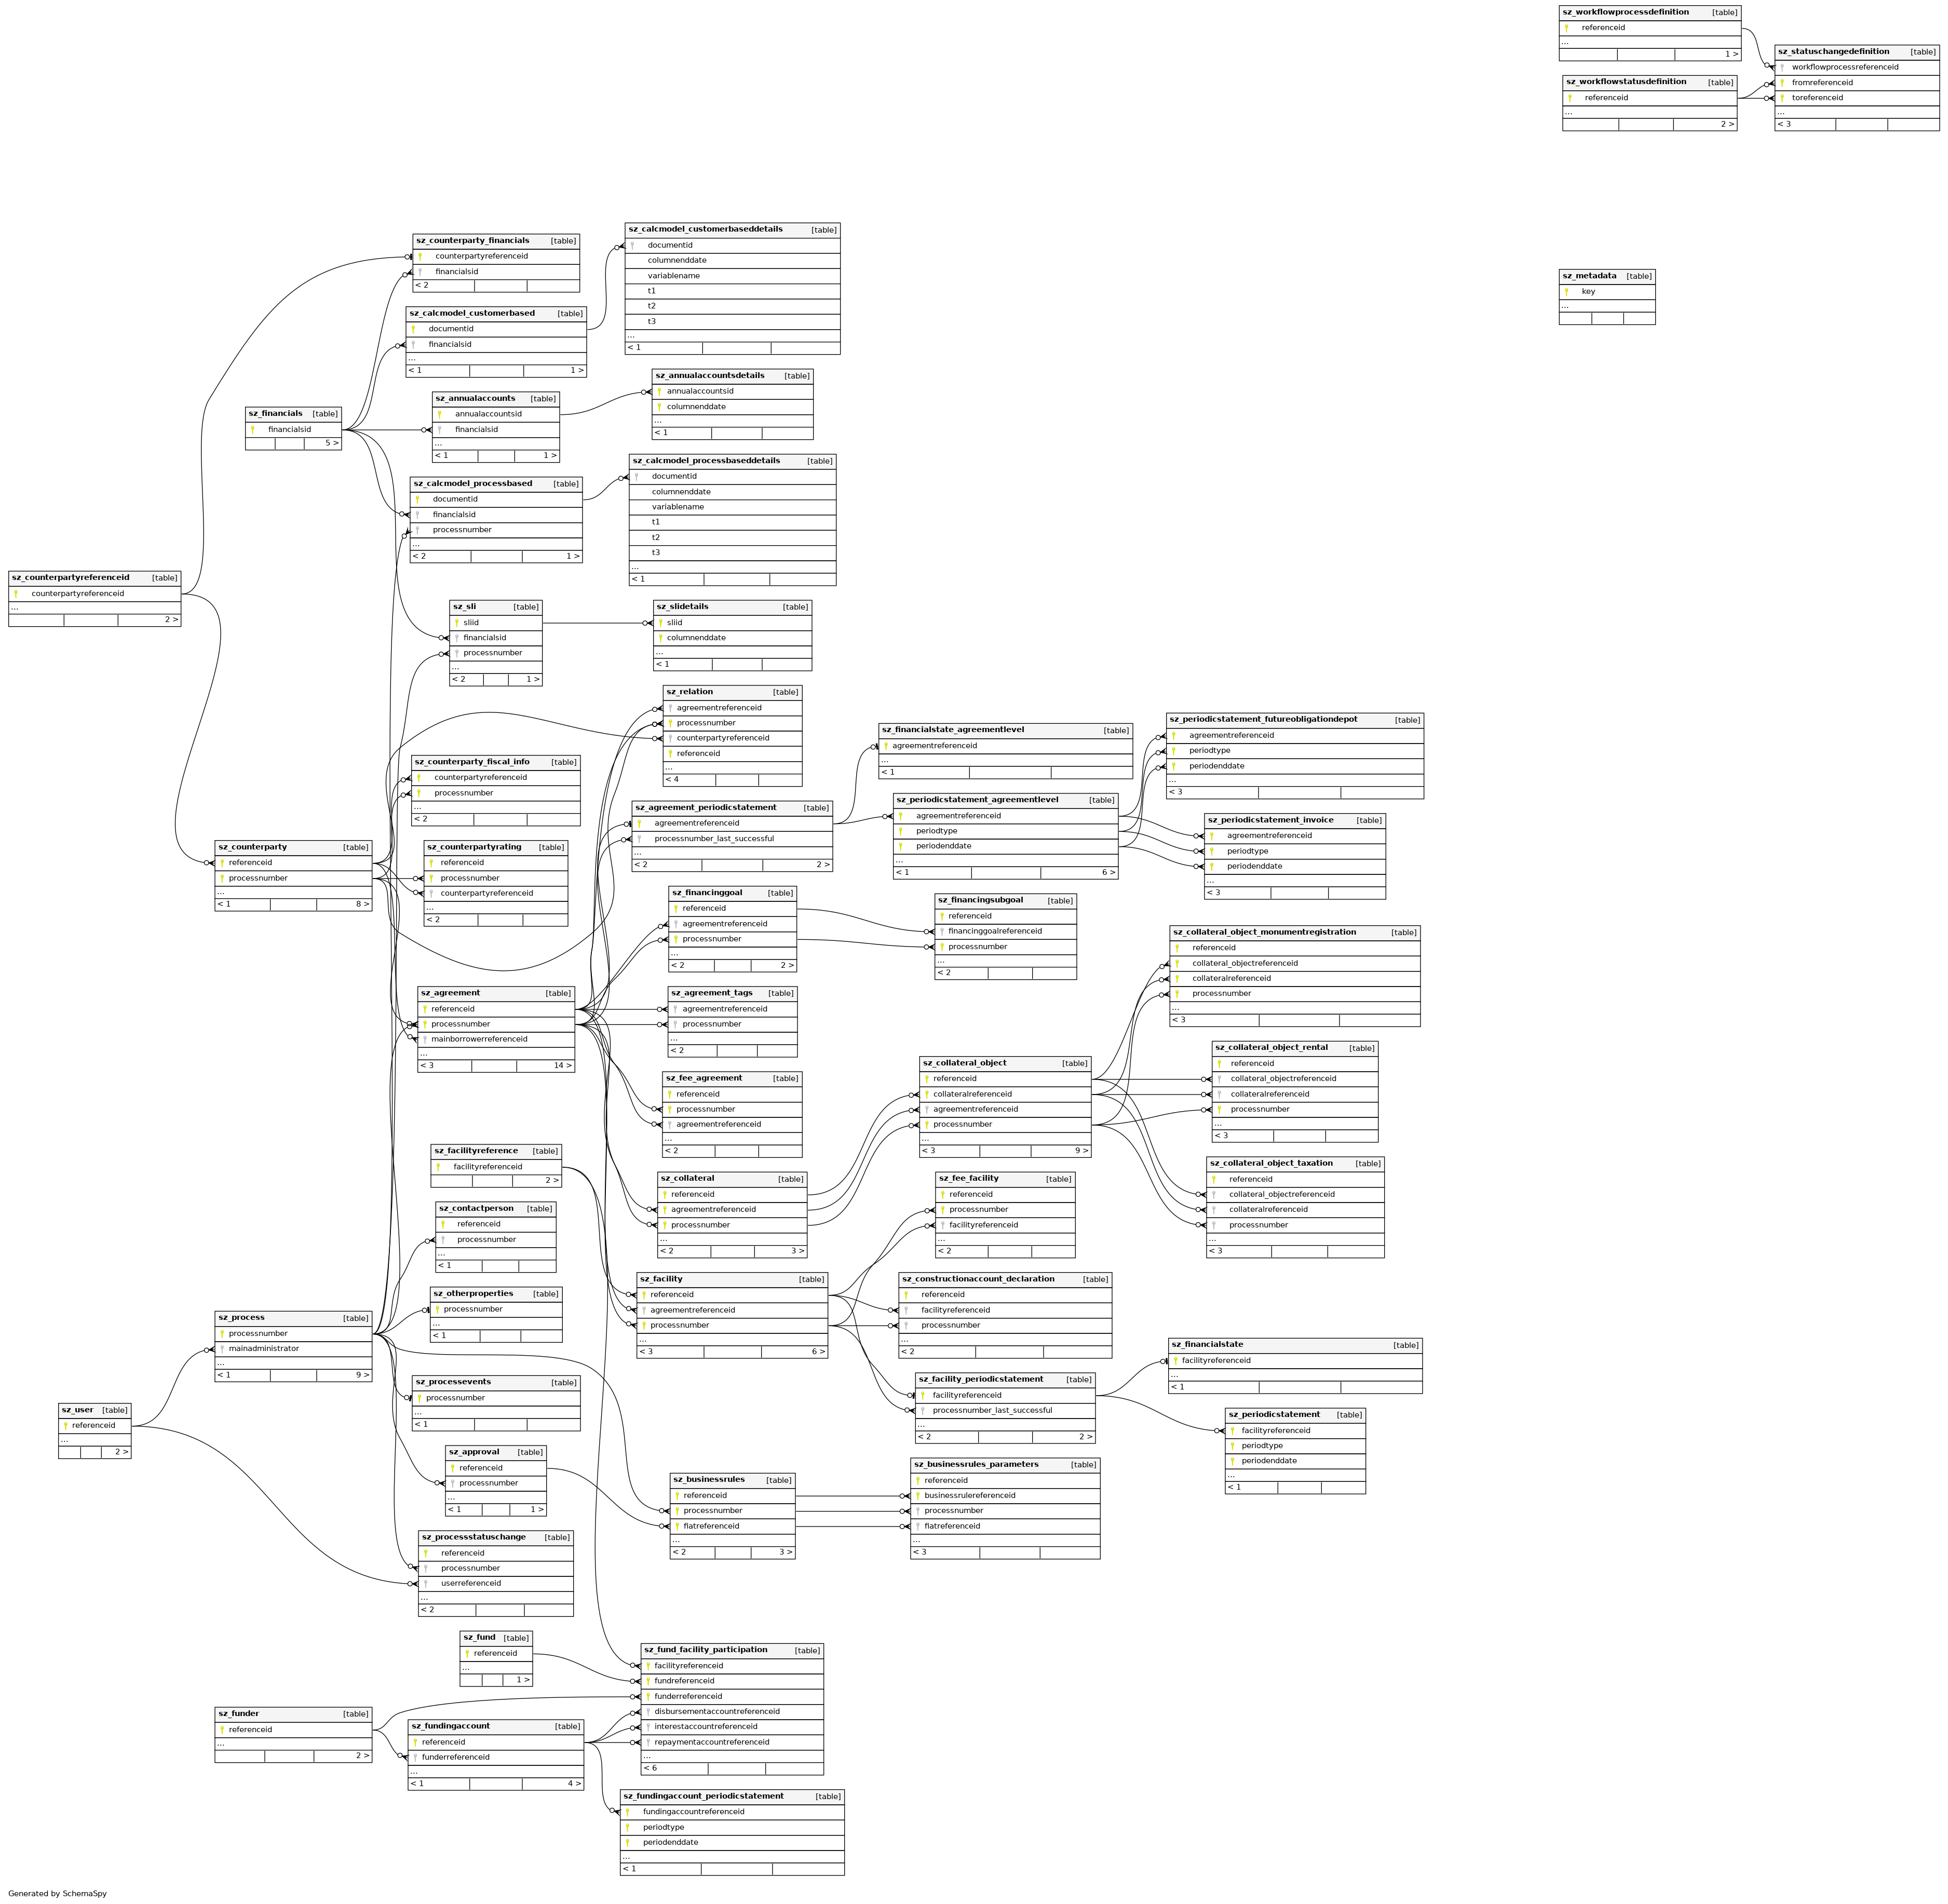 sz_workflowprocessdefinition [table]
referenceid
...
1 >
sz_statuschangedefinition [table]
workflowprocessreferenceid
fromreferenceid
toreferenceid
...
< 3
sz_workflowstatusdefinition [table]
referenceid
...
2 >
sz_metadata [table]
key
...
sz_counterparty_financials [table]
counterpartyreferenceid
financialsid
< 2
sz_calcmodel_customerbaseddetails [table]
documentid
columnenddate
variablename
t1
t2
t3
...
< 1
sz_calcmodel_customerbased [table]
documentid
financialsid
...
< 1 1 >
sz_annualaccountsdetails [table]
annualaccountsid
columnenddate
...
< 1
sz_annualaccounts [table]
annualaccountsid
financialsid
...
< 1 1 >
sz_financials [table]
financialsid
5 >
sz_calcmodel_processbaseddetails [table]
documentid
columnenddate
variablename
t1
t2
t3
...
< 1
sz_calcmodel_processbased [table]
documentid
financialsid
processnumber
...
< 2 1 >
sz_counterpartyreferenceid [table]
counterpartyreferenceid
...
2 >
sz_sli [table]
sliid
financialsid
processnumber
...
< 2 1 >
sz_slidetails [table]
sliid
columnenddate
...
< 1
sz_relation [table]
agreementreferenceid
processnumber
counterpartyreferenceid
referenceid
...
< 4
sz_financialstate_agreementlevel [table]
agreementreferenceid
...
< 1
sz_periodicstatement_futureobligationdepot [table]
agreementreferenceid
periodtype
periodenddate
...
< 3
sz_counterparty_fiscal_info [table]
counterpartyreferenceid
processnumber
...
< 2
sz_agreement_periodicstatement [table]
agreementreferenceid
processnumber_last_successful
...
< 2 2 >
sz_periodicstatement_agreementlevel [table]
agreementreferenceid
periodtype
periodenddate
...
< 1 6 >
sz_periodicstatement_invoice [table]
agreementreferenceid
periodtype
periodenddate
...
< 3
sz_counterparty [table]
referenceid
processnumber
...
< 1 8 >
sz_counterpartyrating [table]
referenceid
processnumber
counterpartyreferenceid
...
< 2
sz_financinggoal [table]
referenceid
agreementreferenceid
processnumber
...
< 2 2 >
sz_financingsubgoal [table]
referenceid
financinggoalreferenceid
processnumber
...
< 2
sz_collateral_object_monumentregistration [table]
referenceid
collateral_objectreferenceid
collateralreferenceid
processnumber
...
< 3
sz_agreement [table]
referenceid
processnumber
mainborrowerreferenceid
...
< 3 14 >
sz_agreement_tags [table]
agreementreferenceid
processnumber
...
< 2
sz_collateral_object_rental [table]
referenceid
collateral_objectreferenceid
collateralreferenceid
processnumber
...
< 3
sz_fee_agreement [table]
referenceid
processnumber
agreementreferenceid
...
< 2
sz_collateral_object [table]
referenceid
collateralreferenceid
agreementreferenceid
processnumber
...
< 3 9 >
sz_facilityreference [table]
facilityreferenceid
2 >
sz_collateral_object_taxation [table]
referenceid
collateral_objectreferenceid
collateralreferenceid
processnumber
...
< 3
sz_collateral [table]
referenceid
agreementreferenceid
processnumber
...
< 2 3 >
sz_fee_facility [table]
referenceid
processnumber
facilityreferenceid
...
< 2
sz_contactperson [table]
referenceid
processnumber
...
< 1
sz_facility [table]
referenceid
agreementreferenceid
processnumber
...
< 3 6 >
sz_constructionaccount_declaration [table]
referenceid
facilityreferenceid
processnumber
...
< 2
sz_otherproperties [table]
processnumber
...
< 1
sz_process [table]
processnumber
mainadministrator
...
< 1 9 >
sz_financialstate [table]
facilityreferenceid
...
< 1
sz_processevents [table]
processnumber
...
< 1
sz_facility_periodicstatement [table]
facilityreferenceid
processnumber_last_successful
...
< 2 2 >
sz_user [table]
referenceid
...
2 >
sz_periodicstatement [table]
facilityreferenceid
periodtype
periodenddate
...
< 1
sz_approval [table]
referenceid
processnumber
...
< 1 1 >
sz_businessrules [table]
referenceid
processnumber
fiatreferenceid
...
< 2 3 >
sz_businessrules_parameters [table]
referenceid
businessrulereferenceid
processnumber
fiatreferenceid
...
< 3
sz_processstatuschange [table]
referenceid
processnumber
userreferenceid
...
< 2
sz_fund [table]
referenceid
...
1 >
sz_fund_facility_participation [table]
facilityreferenceid
fundreferenceid
funderreferenceid
disbursementaccountreferenceid
interestaccountreferenceid
repaymentaccountreferenceid
...
< 6
sz_funder [table]
referenceid
...
2 >
sz_fundingaccount [table]
referenceid
funderreferenceid
...
< 1 4 >
sz_fundingaccount_periodicstatement [table]
fundingaccountreferenceid
periodtype
periodenddate
...
< 1
Generated by SchemaSpy